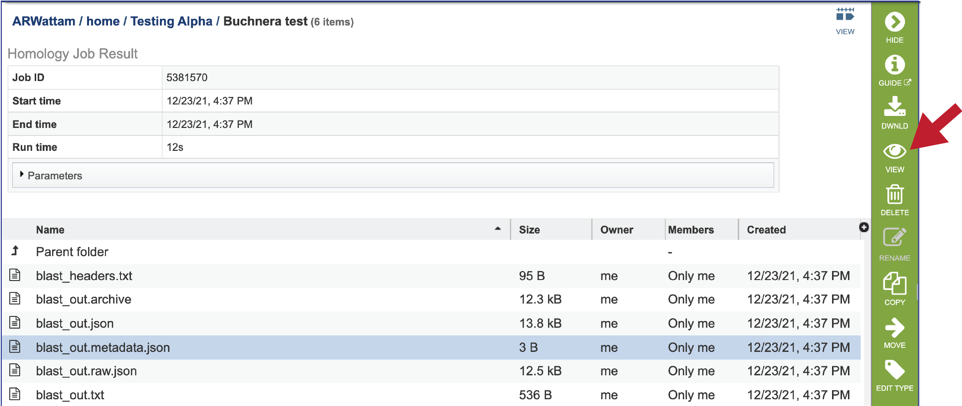 ARWattam / home / Testing Alpha / Buchnera test (6 items)
VIEW
Homology Job Result
Job ID 5381570
Start time 12/23/21, 4:37 PM
End time 12/23/21, 4:37 PM
Run time 12s
Parameters
Name Size Owner Members Created
Parent folder -
blast_headers.txt 95 B me Only me 12/23/21, 4:37 PM
blast_out.archive 12.3 kB me Only me 12/23/21, 4:37 PM
blast_out.json 13.8 kB me Only me 12/23/21, 4:37 PM
blast_out.metadata.json 3 B me Only me 12/23/21, 4:37 PM
blast_out.raw.json 12.5 kB me Only me 12/23/21, 4:37 PM
blast_out.txt 536 B me Only me 12/23/21, 4:37 PM
HIDE
GUIDE
DWNLD
VIEW
DELETE
RENAME
COPY
MOVE
EDIT TYPE